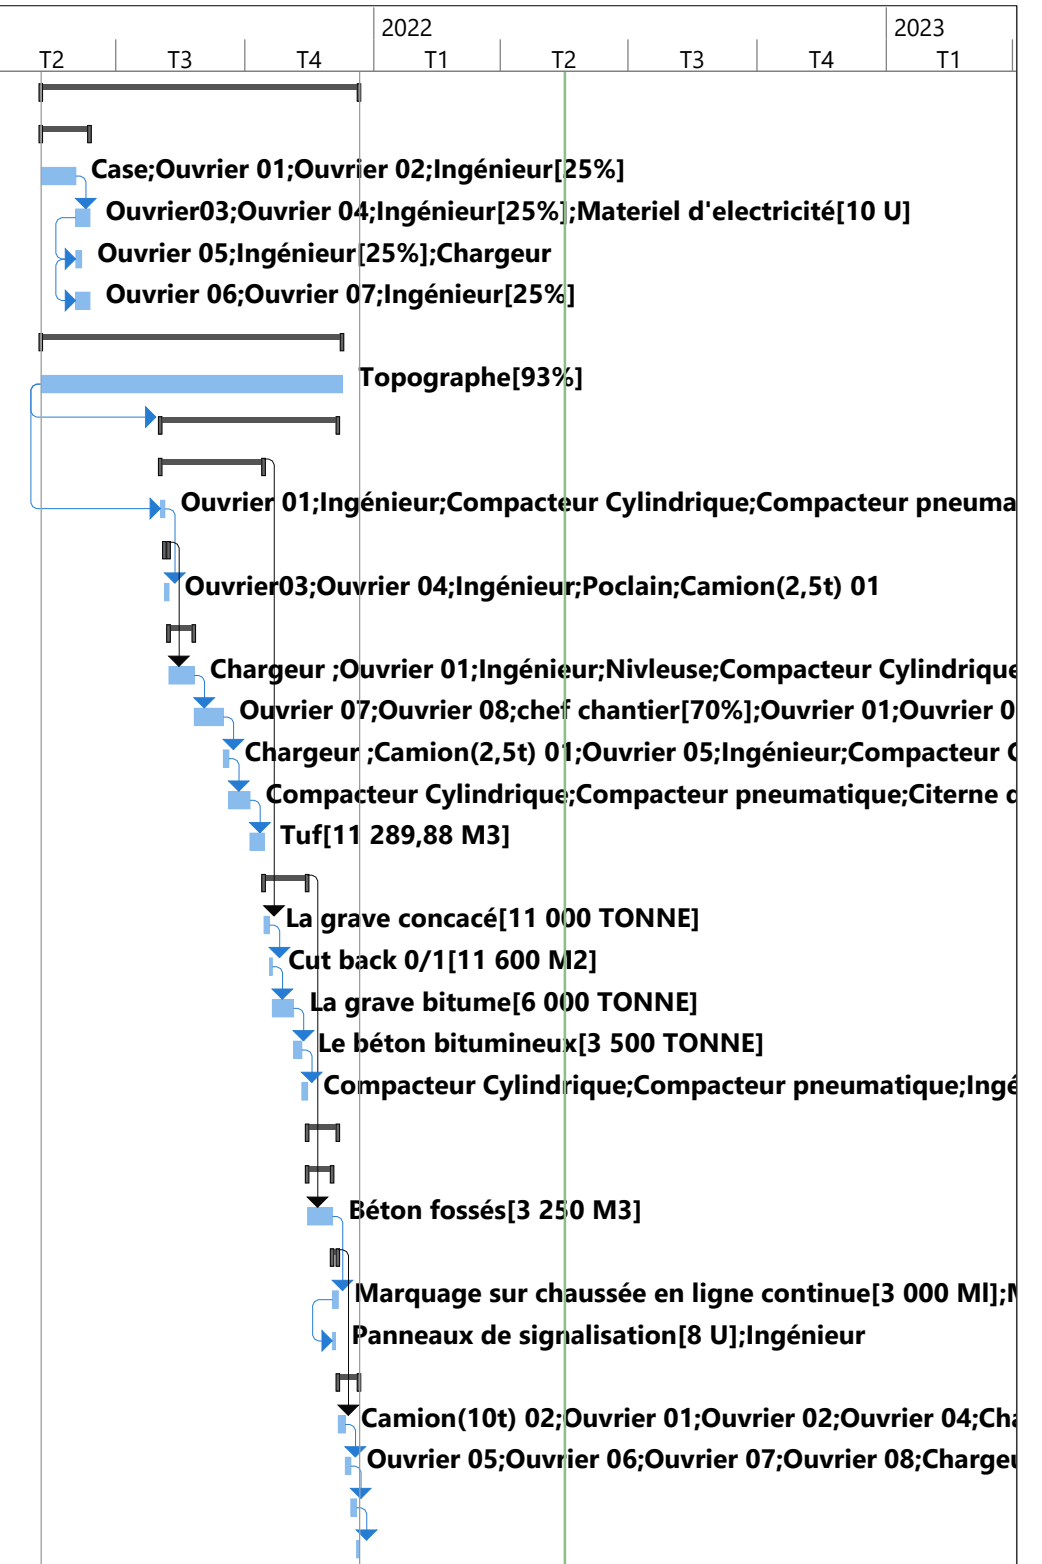 2022 2023
T2 T3 T4 T1 T2 T3 T4 T1
Case;Ouvrier 01;Ouvrier 02;Ingénieur[25%]
Ouvrier03;Ouvrier 04;Ingénieur[25%];Materiel d'electricité[10 U]
Ouvrier 05;Ingénieur[25%];Chargeur
Ouvrier 06;Ouvrier 07;Ingénieur[25%]
Topographe[93%]
Ouvrier 01;Ingénieur;Compacteur Cylindrique;Compacteur pneuma
Ouvrier03;Ouvrier 04;Ingénieur;Poclain;Camion(2,5t) 01
Chargeur ;Ouvrier 01;Ingénieur;Nivleuse;Compacteur Cylindrique
Ouvrier 07;Ouvrier 08;chef chantier[70%];Ouvrier 01;Ouvrier 0
Chargeur ;Camion(2,5t) 01;Ouvrier 05;Ingénieur;Compacteur C
Compacteur Cylindrique;Compacteur pneumatique;Citerne d
Tuf[11 289,88 M3]
La grave concacé[11 000 TONNE]
Cut back 0/1[11 600 M2]
La grave bitume[6 000 TONNE]
Le béton bitumineux[3 500 TONNE]
Compacteur Cylindrique;Compacteur pneumatique;Ingé
Béton fossés[3 250 M3]
Marquage sur chaussée en ligne continue[3 000 Ml];M
Panneaux de signalisation[8 U];Ingénieur
Camion(10t) 02;Ouvrier 01;Ouvrier 02;Ouvrier 04;Cha
Ouvrier 05;Ouvrier 06;Ouvrier 07;Ouvrier 08;Chargeu